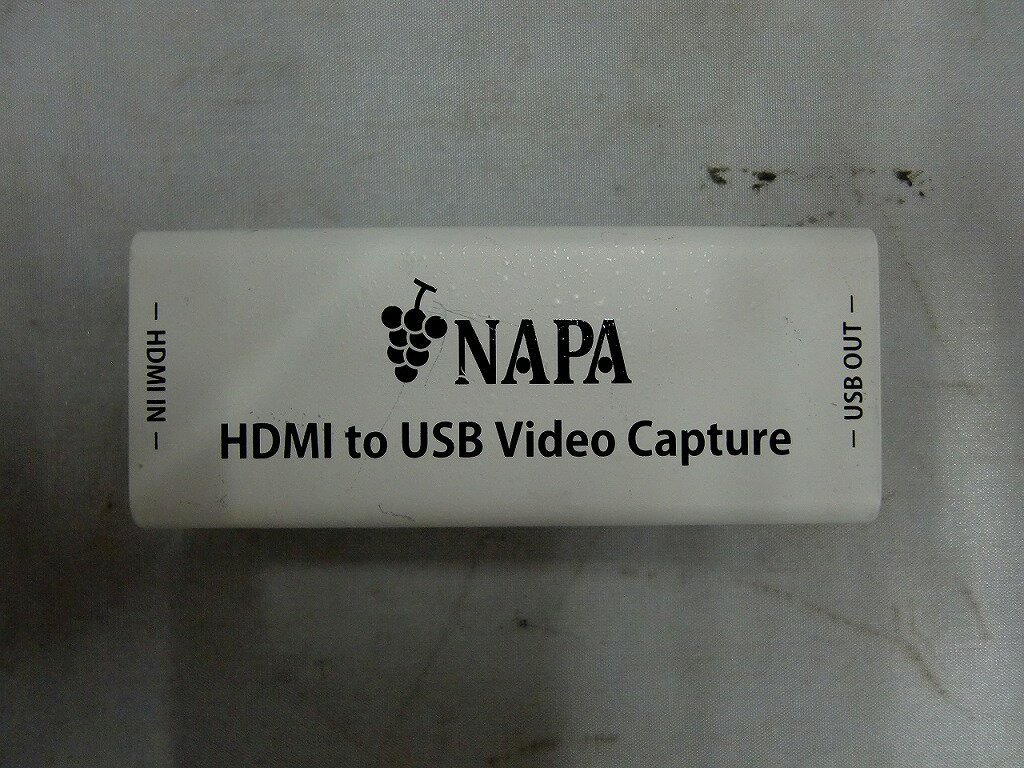 NAPA
HDMI to USB Video Capture
— HDMI IN —
— USB OUT —